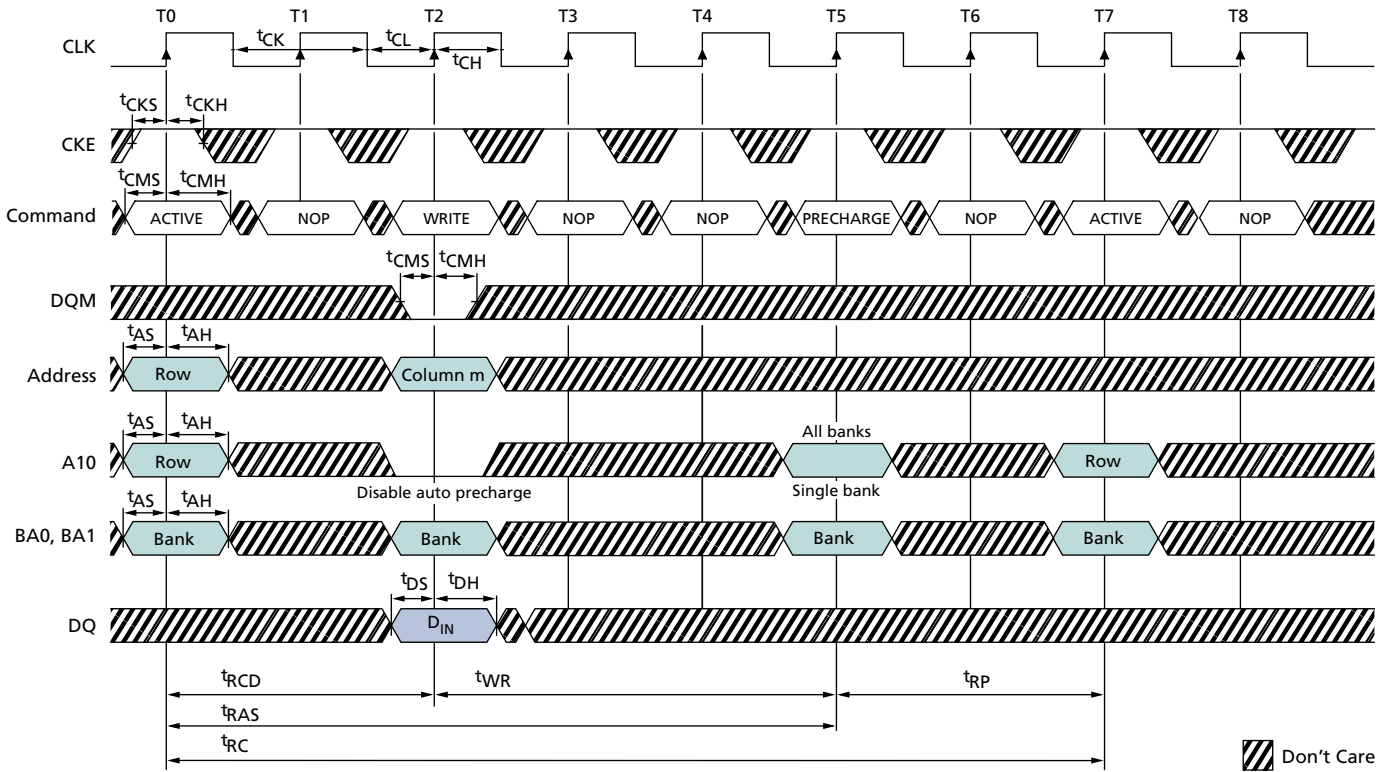 T0 T1 T2 T3 T4 T5 T6 T7 T8
CLK
tCK tCL
tCH
tCKS tCKH
CKE
tCMS tCMH
Command ACTIVE NOP WRITE NOP NOP PRECHARGE NOP ACTIVE NOP
tCMS tCMH
DQM
tAS tAH
Address Row Column m
tAS tAH
All banks
A10 Row Row
Disable auto precharge Single bank
tAS tAH
BA0, BA1 Bank Bank Bank Bank
tDS tDH
DQ DIN
tRCD tWR tRP
tRAS
tRC
Don't Care